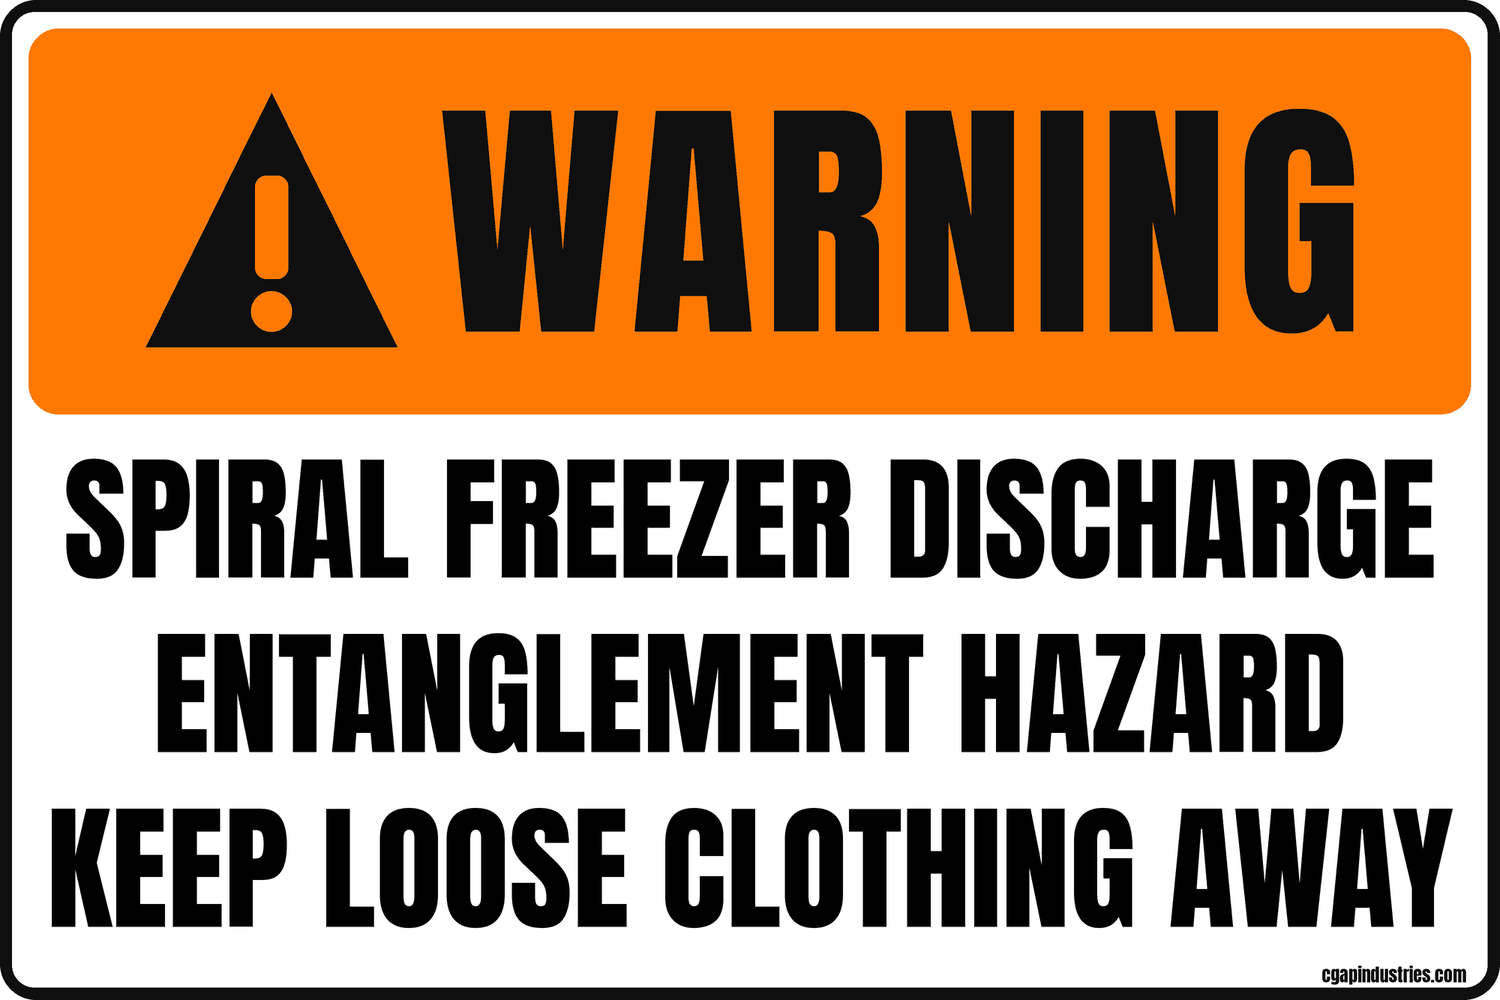 WARNING
SPIRAL FREEZER DISCHARGE
ENTANGLEMENT HAZARD
KEEP LOOSE CLOTHING AWAY
cgapindustries.com